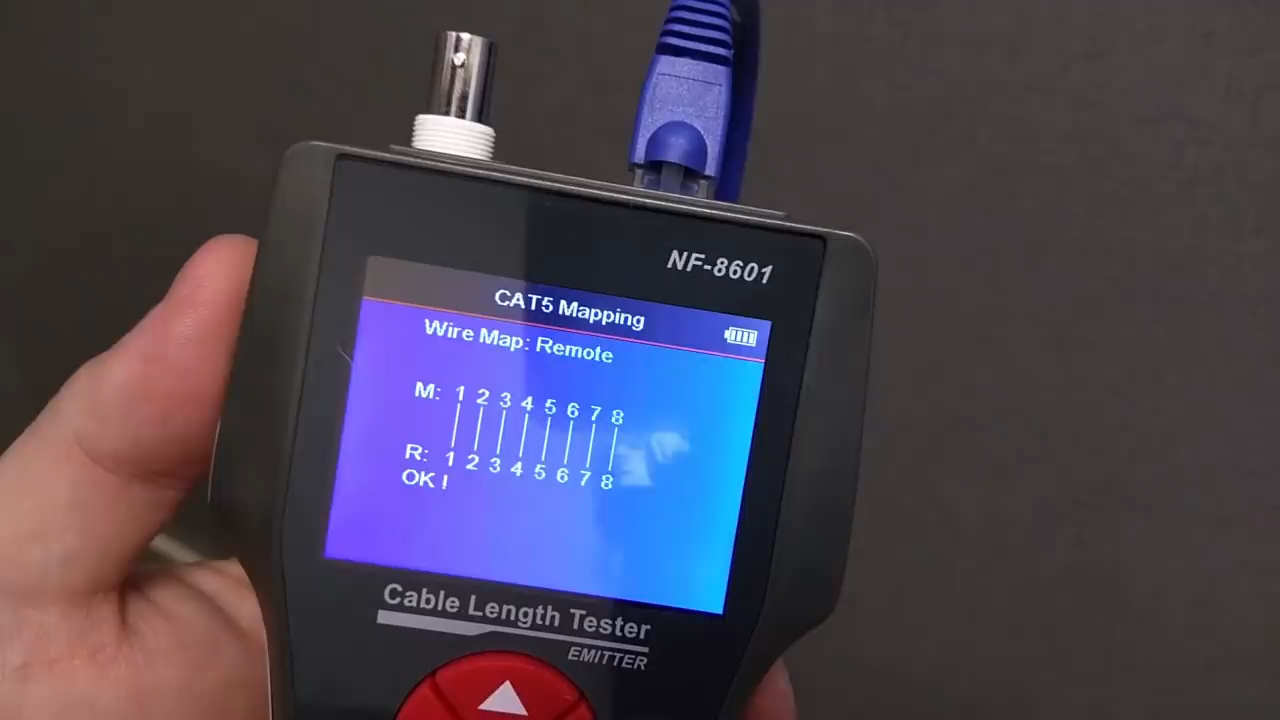 NF-8601
CAT5 Mapping
Wire Map: Remote
M: 1 2 3 4 5 6 7 8
R: 1 2 3 4 5 6 7 8
OK !
Cable Length Tester
EMITTER